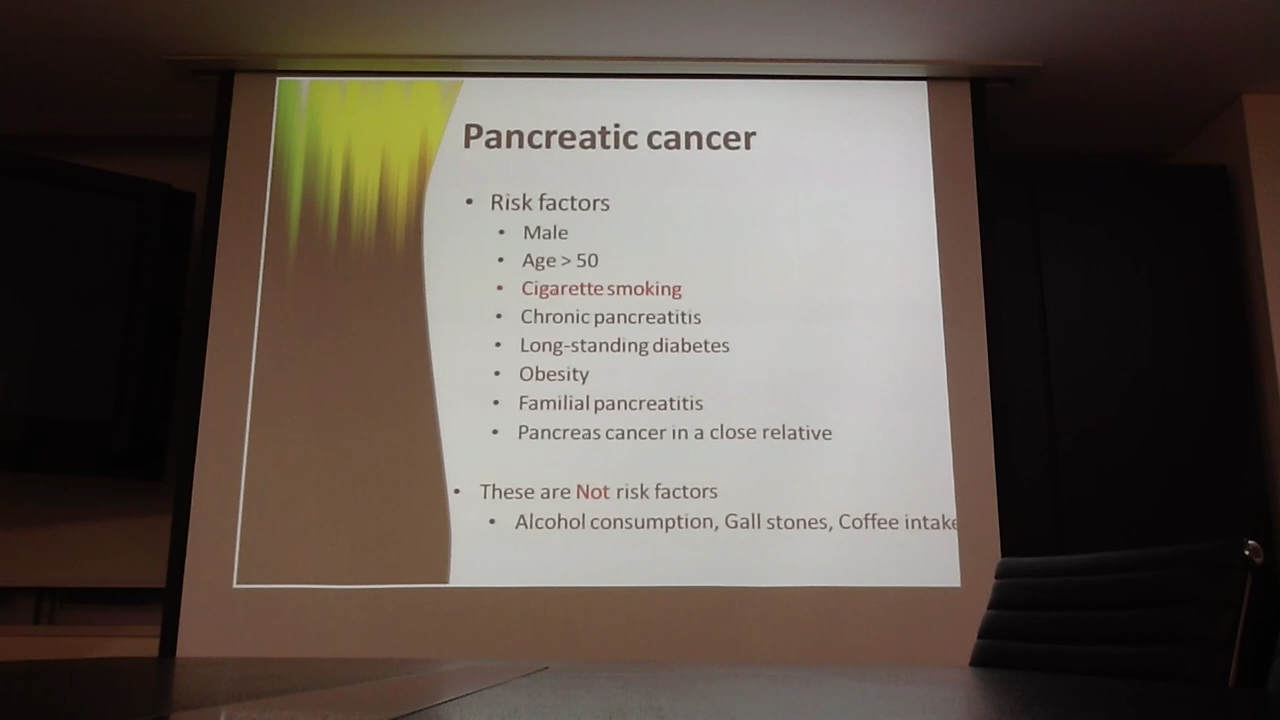 Pancreatic cancer
• Risk factors
• Male
• Age > 50
• Cigarette smoking
• Chronic pancreatitis
• Long-standing diabetes
• Obesity
• Familial pancreatitis
• Pancreas cancer in a close relative
• These are Not risk factors
• Alcohol consumption, Gall stones, Coffee intake